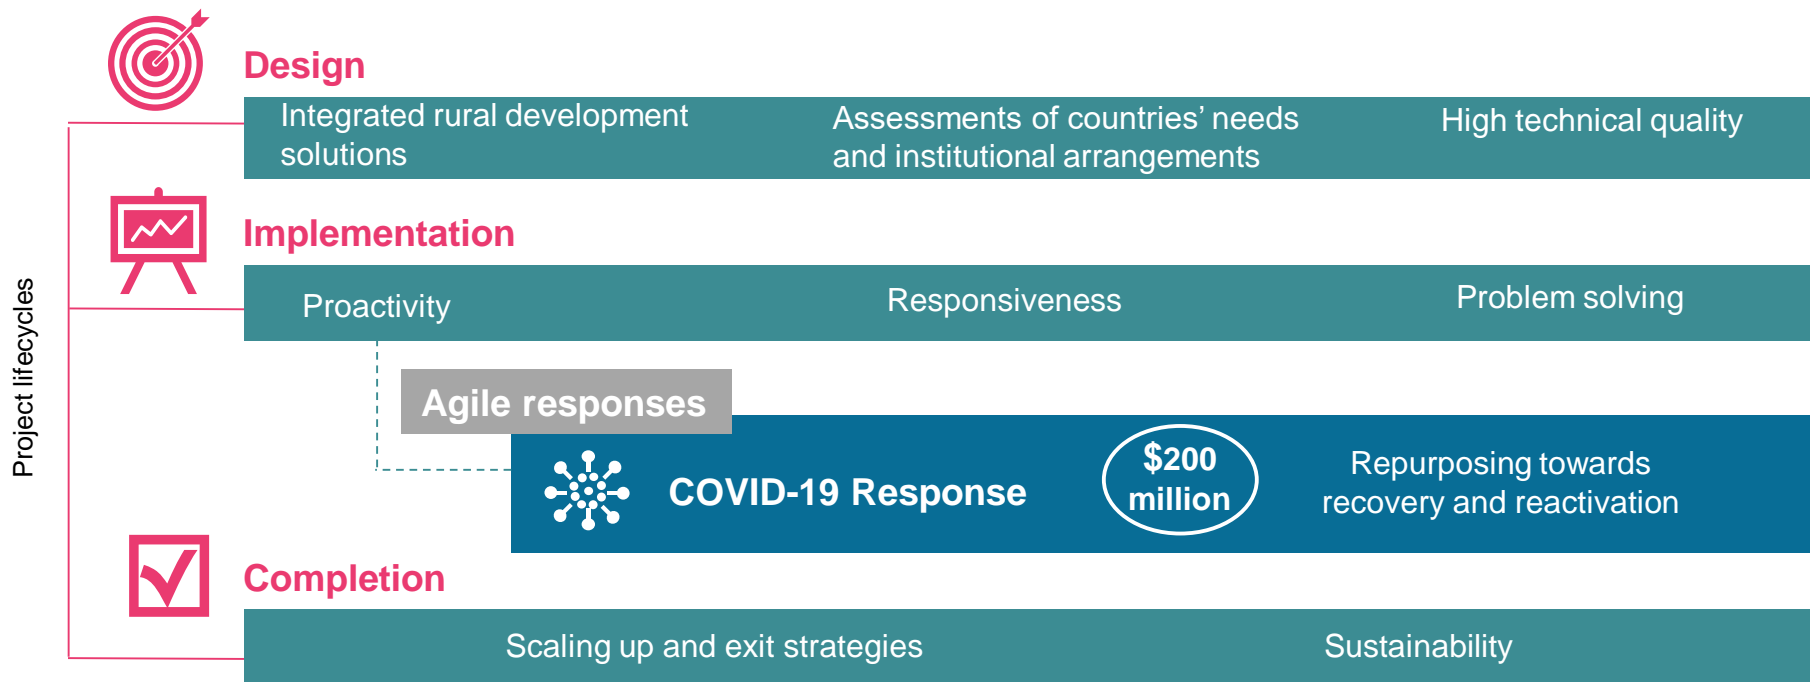 Project lifecycles
Design
Integrated rural development
solutions
Assessments of countries’ needs
and institutional arrangements
High technical quality
Implementation
Proactivity
Responsiveness
Problem solving
Agile responses
COVID-19 Response
$200
million
Repurposing towards
recovery and reactivation
Completion
Scaling up and exit strategies
Sustainability